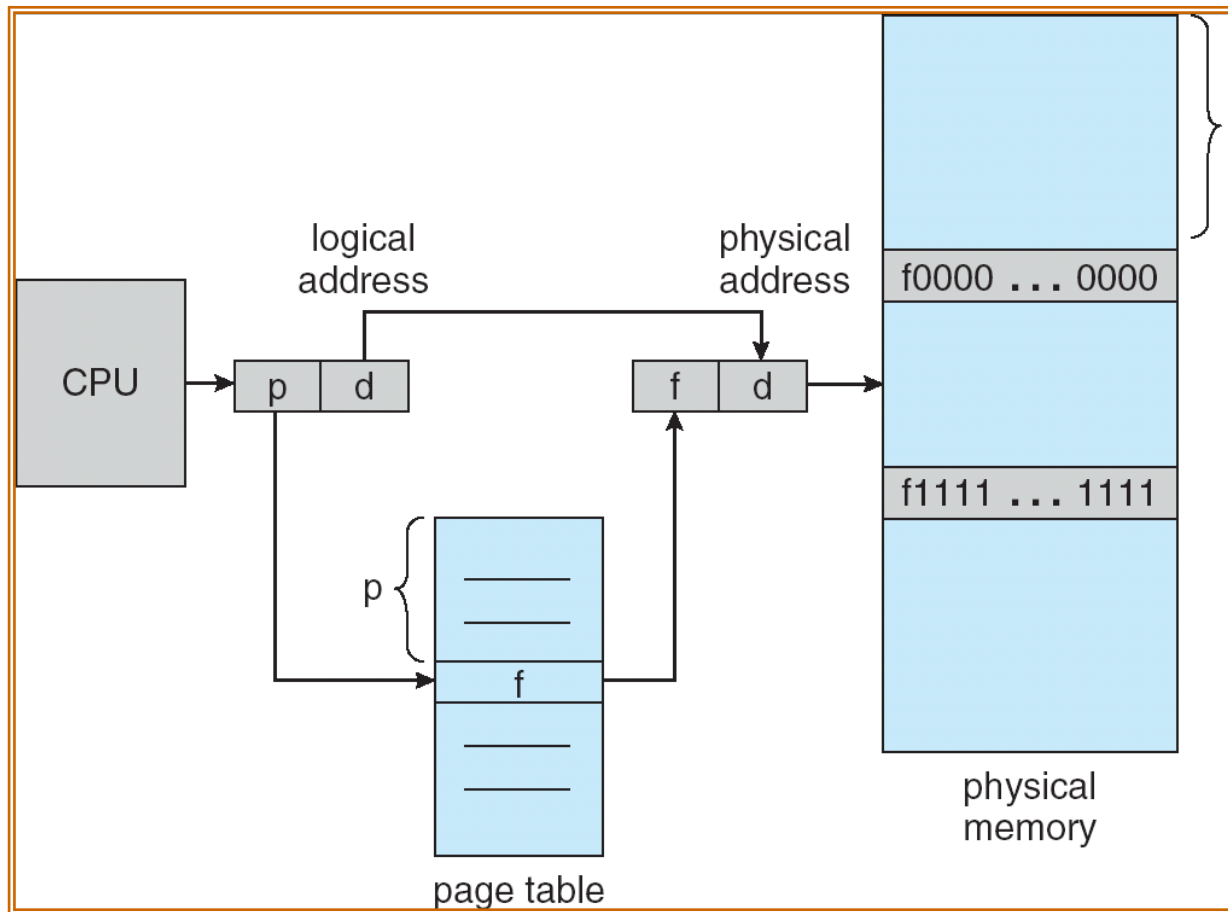 logical
address
physical
address
f0000 ... 0000
CPU
p d
f d
f1111 ... 1111
p
f
physical
memory
page table